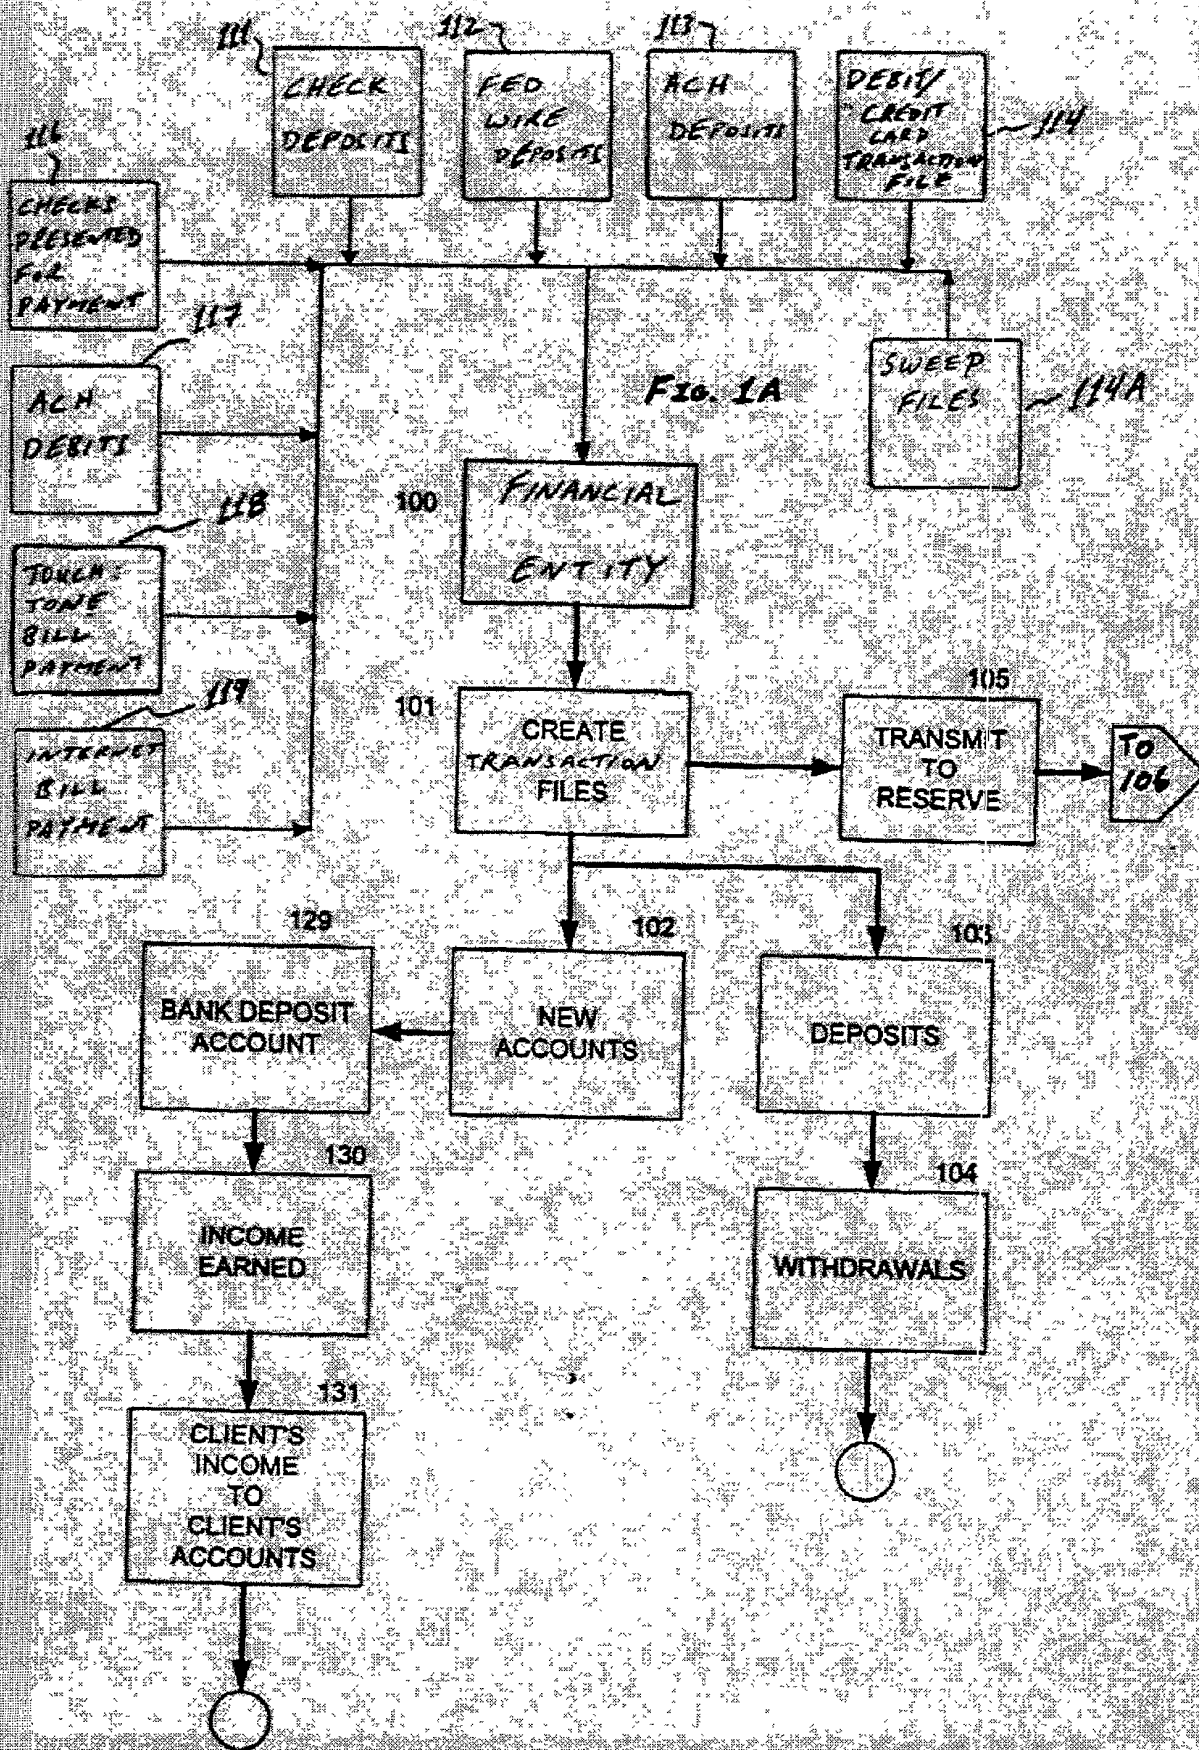 111
CHECK
DEPOSITS
112
FED
WIRE
DEPOSITS
113
ACH
DEPOSITS
DEBIT/
CREDIT
CARD
TRANSACTION
FILE
114
116
CHECKS
PRESENTED
FOR
PAYMENT
117
ACH
DEBITS
118
TOUCH-
TONE
BILL
PAYMENT
119
INTERNET
BILL
PAYMENT
SWEEP
FILES
114A
FIG. 1A
100
FINANCIAL
ENTITY
101
CREATE
TRANSACTION
FILES
105
TRANSMIT
TO
RESERVE
TO
106
129
BANK DEPOSIT
ACCOUNT
102
NEW
ACCOUNTS
103
DEPOSITS
130
INCOME
EARNED
104
WITHDRAWALS
131
CLIENT'S
INCOME
TO
CLIENT'S
ACCOUNTS